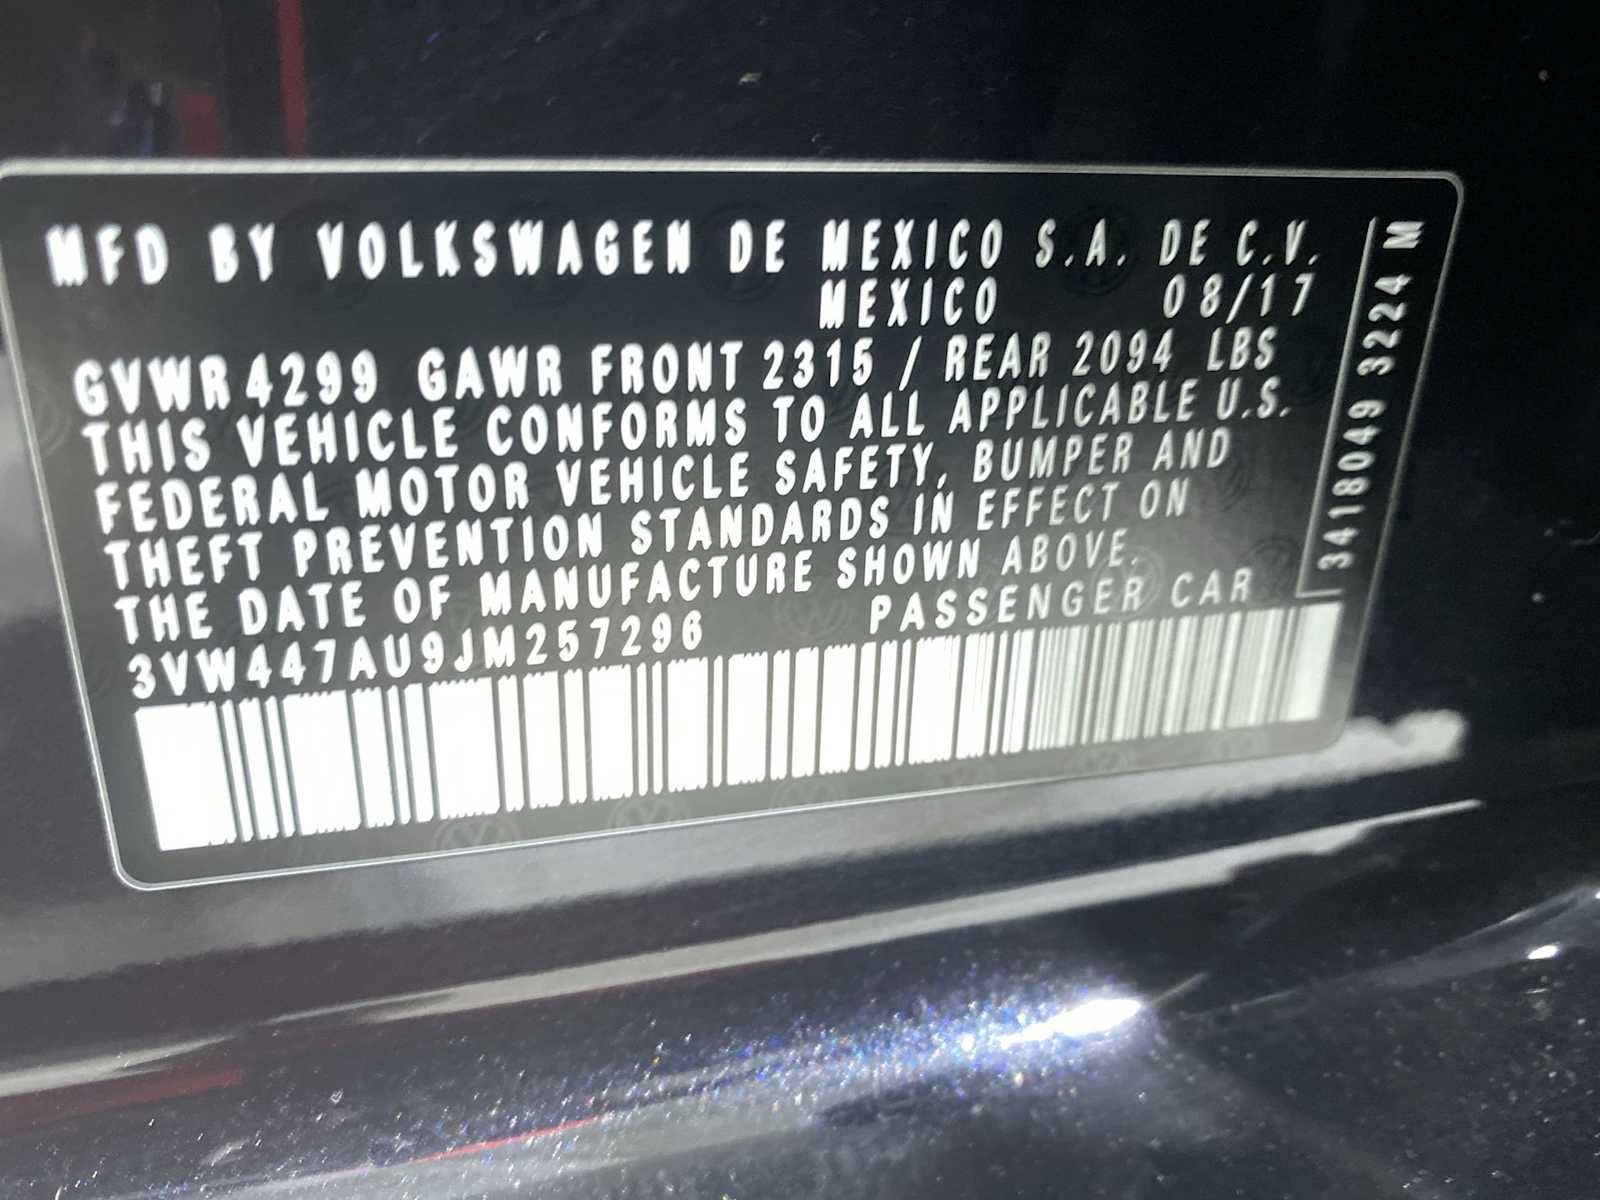 MFD BY VOLKSWAGEN DE MEXICO S.A. DE C.V.
MEXICO 08/17
GVWR 4299 GAWR FRONT 2315 / REAR 2094 LBS
THIS VEHICLE CONFORMS TO ALL APPLICABLE U.S.
FEDERAL MOTOR VEHICLE SAFETY, BUMPER AND
THEFT PREVENTION STANDARDS IN EFFECT ON
THE DATE OF MANUFACTURE SHOWN ABOVE.
3VW447AU9JM257296 PASSENGER CAR
3418049 3224 M